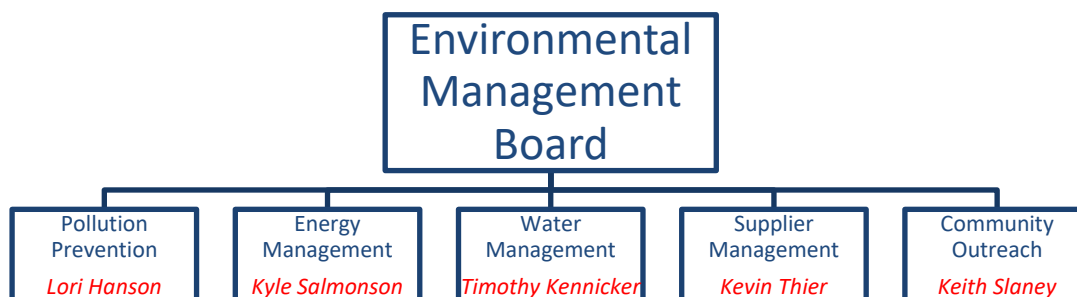 Environmental
Management
Board
Pollution
Prevention
Lori Hanson
Energy
Management
Kyle Salmonson
Water
Management
Timothy Kennicker
Supplier
Management
Kevin Thier
Community
Outreach
Keith Slaney